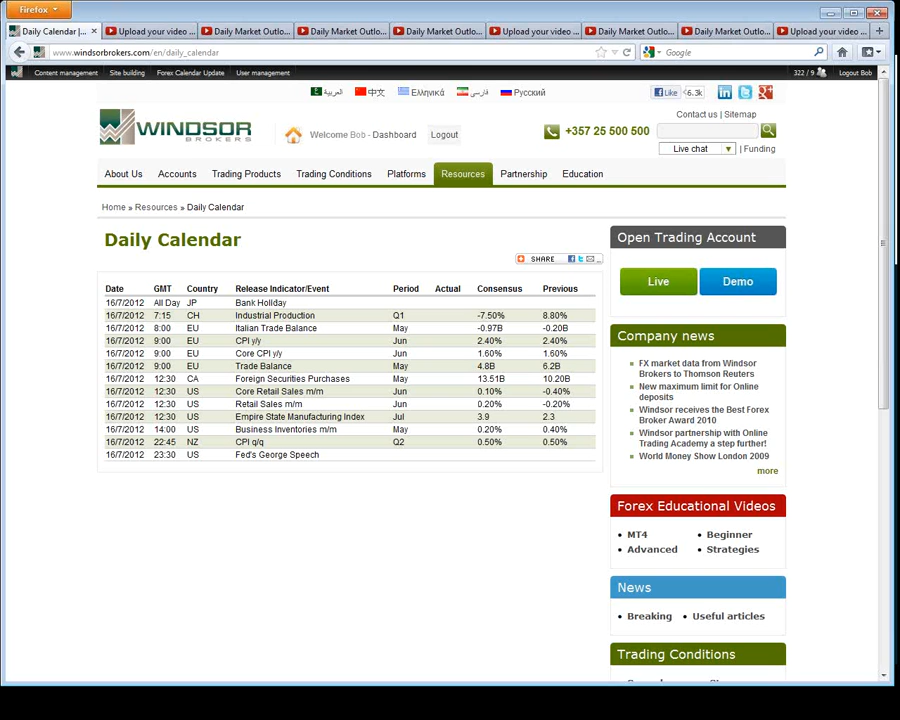 Firefox
Daily Calendar |...
Upload your video ...
Daily Market Outlo...
Daily Market Outlo...
Daily Market Outlo...
Upload your video ...
Daily Market Outlo...
Daily Market Outlo...
Upload your video ...
www.windsorbrokers.com/en/daily_calendar
Google
Content management Site building Forex Calendar Update User management 322 / 9 Logout Bob
العربية 中文 Ελληνικά فارسی Русский Like 6.3k
Contact us | Sitemap
WINDSOR
BROKERS
Welcome Bob - Dashboard Logout +357 25 500 500
Live chat | Funding
About Us Accounts Trading Products Trading Conditions Platforms Resources Partnership Education
Home » Resources » Daily Calendar
Daily Calendar
SHARE
Date GMT Country Release Indicator/Event Period Actual Consensus Previous
16/7/2012 All Day JP Bank Holiday
16/7/2012 7:15 CH Industrial Production Q1 -7.50% 8.80%
16/7/2012 8:00 EU Italian Trade Balance May -0.97B -0.20B
16/7/2012 9:00 EU CPI y/y Jun 2.40% 2.40%
16/7/2012 9:00 EU Core CPI y/y Jun 1.60% 1.60%
16/7/2012 9:00 EU Trade Balance May 4.8B 6.2B
16/7/2012 12:30 CA Foreign Securities Purchases May 13.51B 10.20B
16/7/2012 12:30 US Core Retail Sales m/m Jun 0.10% -0.40%
16/7/2012 12:30 US Retail Sales m/m Jun 0.20% -0.20%
16/7/2012 12:30 US Empire State Manufacturing Index Jul 3.9 2.3
16/7/2012 14:00 US Business Inventories m/m May 0.20% 0.40%
16/7/2012 22:45 NZ CPI q/q Q2 0.50% 0.50%
16/7/2012 23:30 US Fed's George Speech
Open Trading Account
Live Demo
Company news
FX market data from Windsor
Brokers to Thomson Reuters
New maximum limit for Online
deposits
Windsor receives the Best Forex
Broker Award 2010
Windsor partnership with Online
Trading Academy a step further!
World Money Show London 2009
more
Forex Educational Videos
MT4 Beginner
Advanced Strategies
News
Breaking Useful articles
Trading Conditions